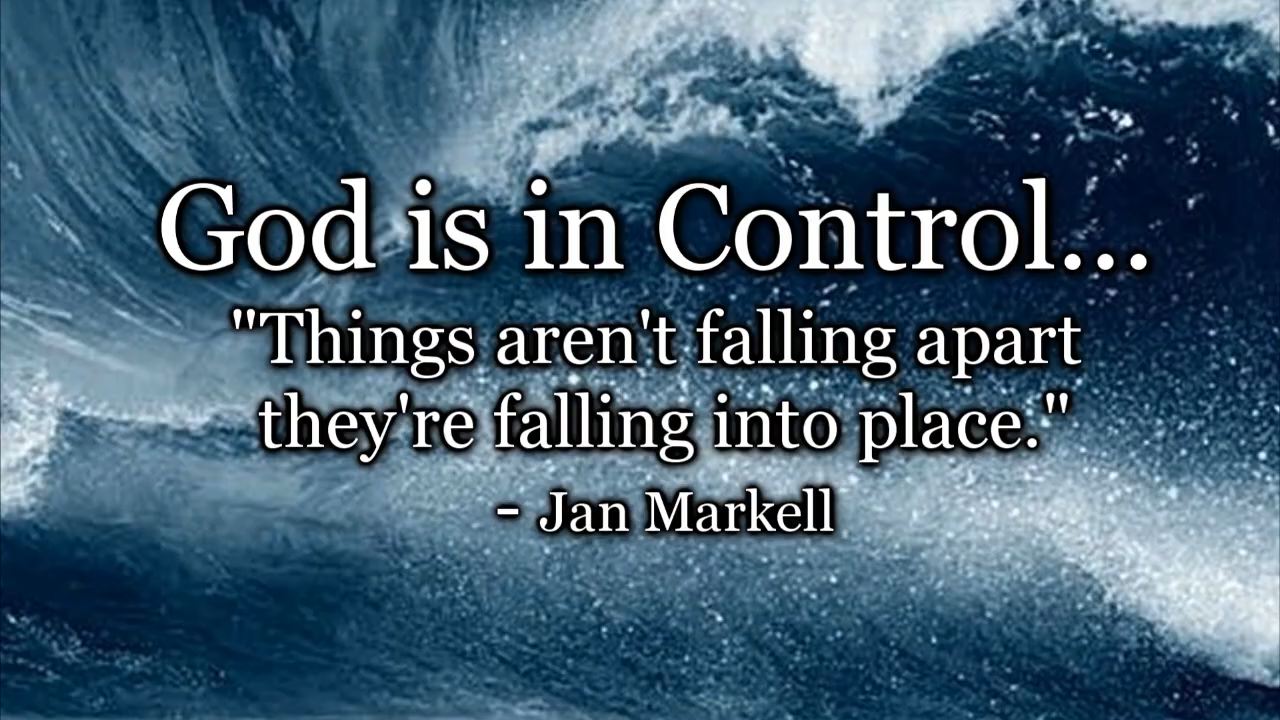 God is in Control...
"Things aren't falling apart
they're falling into place."
- Jan Markell